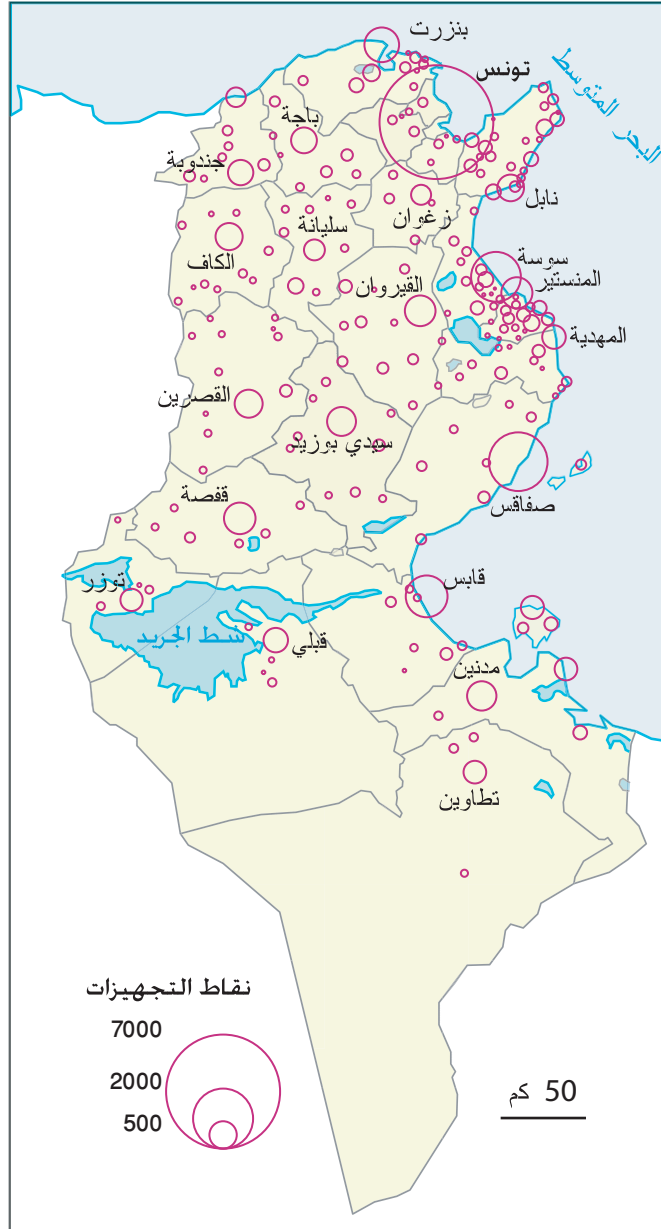 بنزرت
تونس
البحر المتوسط
باجة
جندوبة
نابل
زغوان
سليانة
الكاف
سوسة
المنستير
القيروان
المهدية
القصرين
سيدي بوزيد
صفاقس
قفصة
توزر
قابس
شط الجريد
قبلي
مدنين
تطاوين
نقاط التجهيزات
7000
2000
500
50 كم